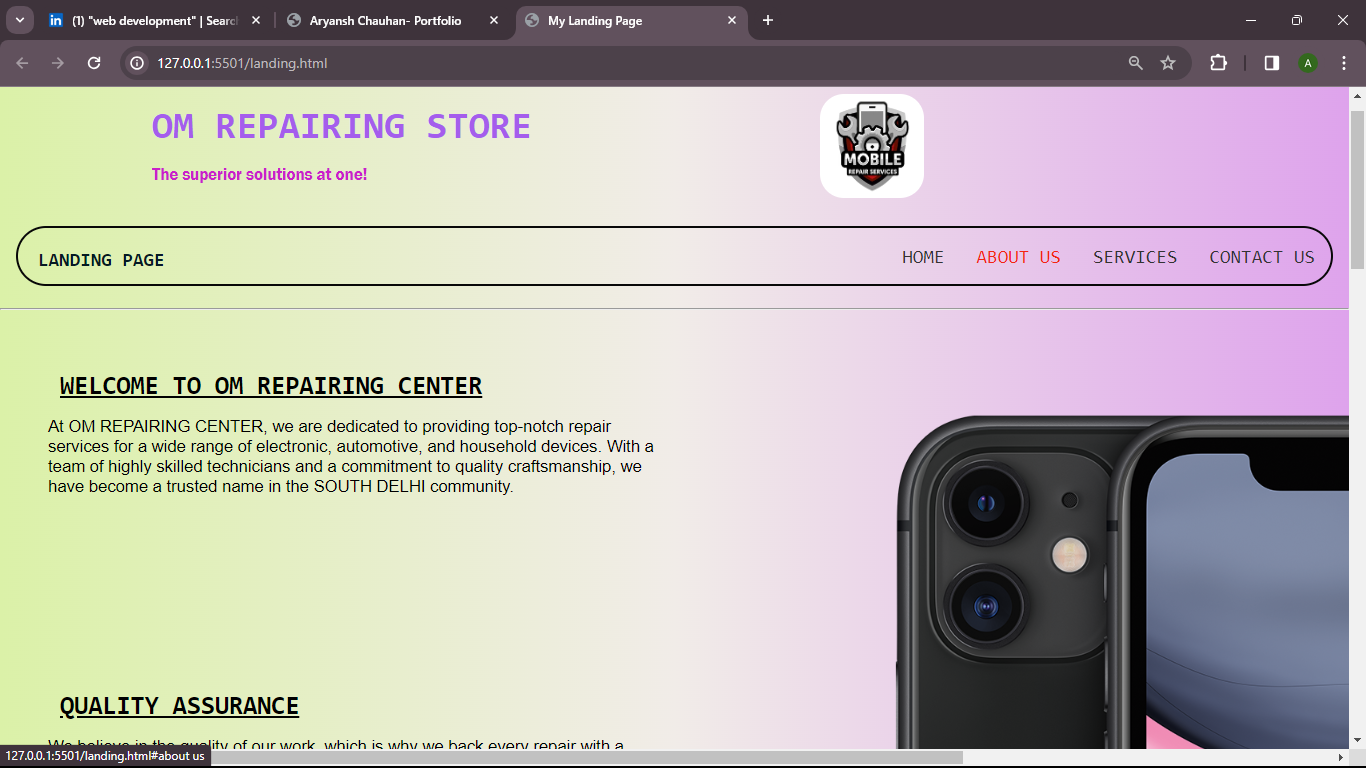 (1) "web development" | Search
Aryansh Chauhan- Portfolio
My Landing Page
127.0.0.1:5501/landing.html
A
OM REPAIRING STORE
The superior solutions at one!
MOBILE
REPAIR SERVICES
LANDING PAGE
HOME
ABOUT US
SERVICES
CONTACT US
WELCOME TO OM REPAIRING CENTER
At OM REPAIRING CENTER, we are dedicated to providing top-notch repair
services for a wide range of electronic, automotive, and household devices. With a
team of highly skilled technicians and a commitment to quality craftsmanship, we
have become a trusted name in the SOUTH DELHI community.
QUALITY ASSURANCE
We believe in the quality of our work, which is why we back every repair with a
127.0.0.1:5501/landing.html#about us